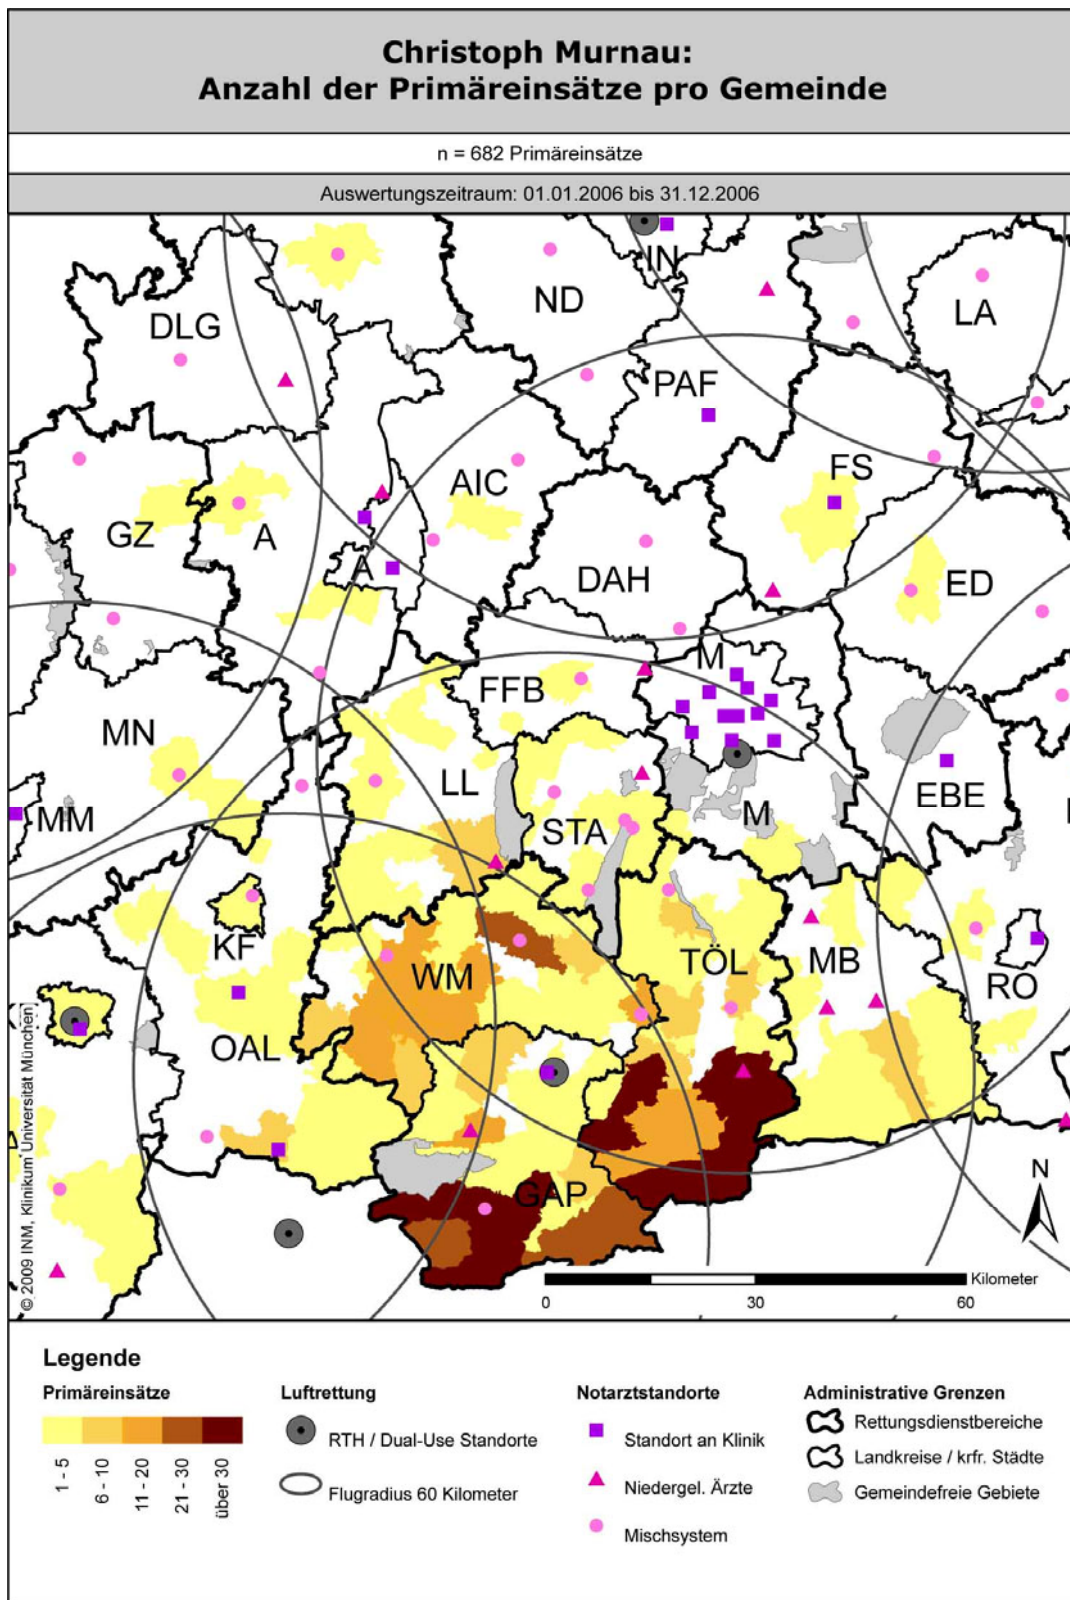 Christoph Murnau:
Anzahl der Primäreinsätze pro Gemeinde
n = 682 Primäreinsätze
Auswertungszeitraum: 01.01.2006 bis 31.12.2006
IN
ND
LA
DLG
PAF
FS
AIC
GZ
A
A
DAH
ED
M
FFB
MN
LL
EBE
MM
STA
M
KF
WM
TÖL
MB
RO
OAL
GAP
N
Kilometer
0 30 60
© 2009 INM, Klinikum Universität München
Legende
Primäreinsätze
1 - 5
6 - 10
11 - 20
21 - 30
über 30
Luftrettung
RTH / Dual-Use Standorte
Flugradius 60 Kilometer
Notarztstandorte
Standort an Klinik
Niedergel. Ärzte
Mischsystem
Administrative Grenzen
Rettungsdienstbereiche
Landkreise / krfr. Städte
Gemeindefreie Gebiete